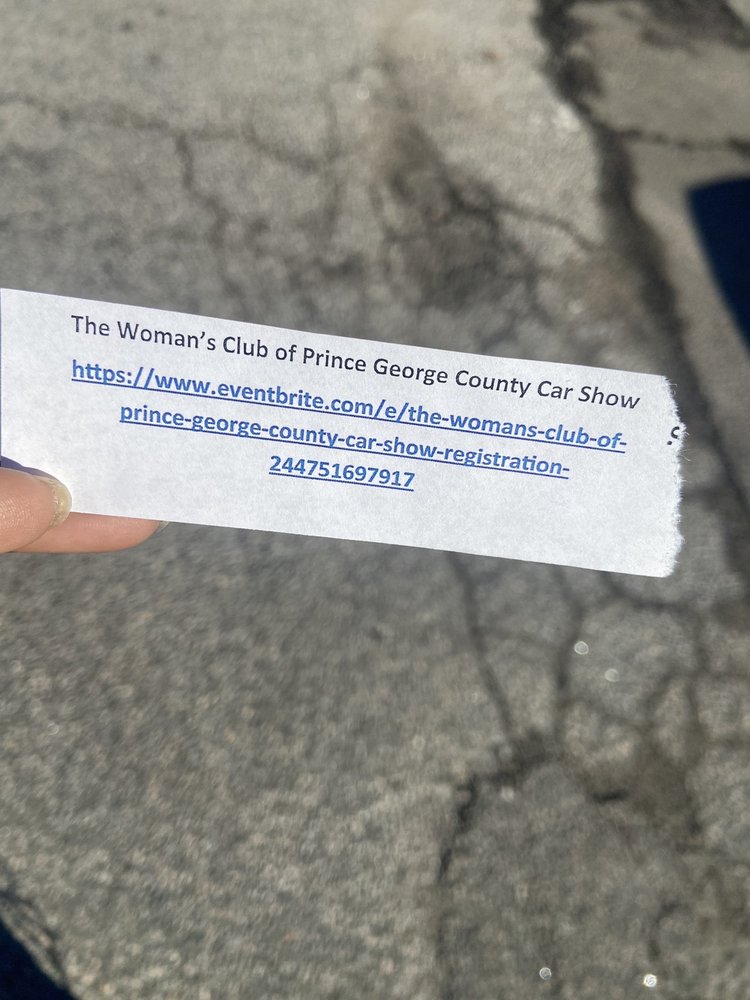 The Woman's Club of Prince George County Car Show
https://www.eventbrite.com/e/the-womans-club-of-
prince-george-county-car-show-registration-
244751697917